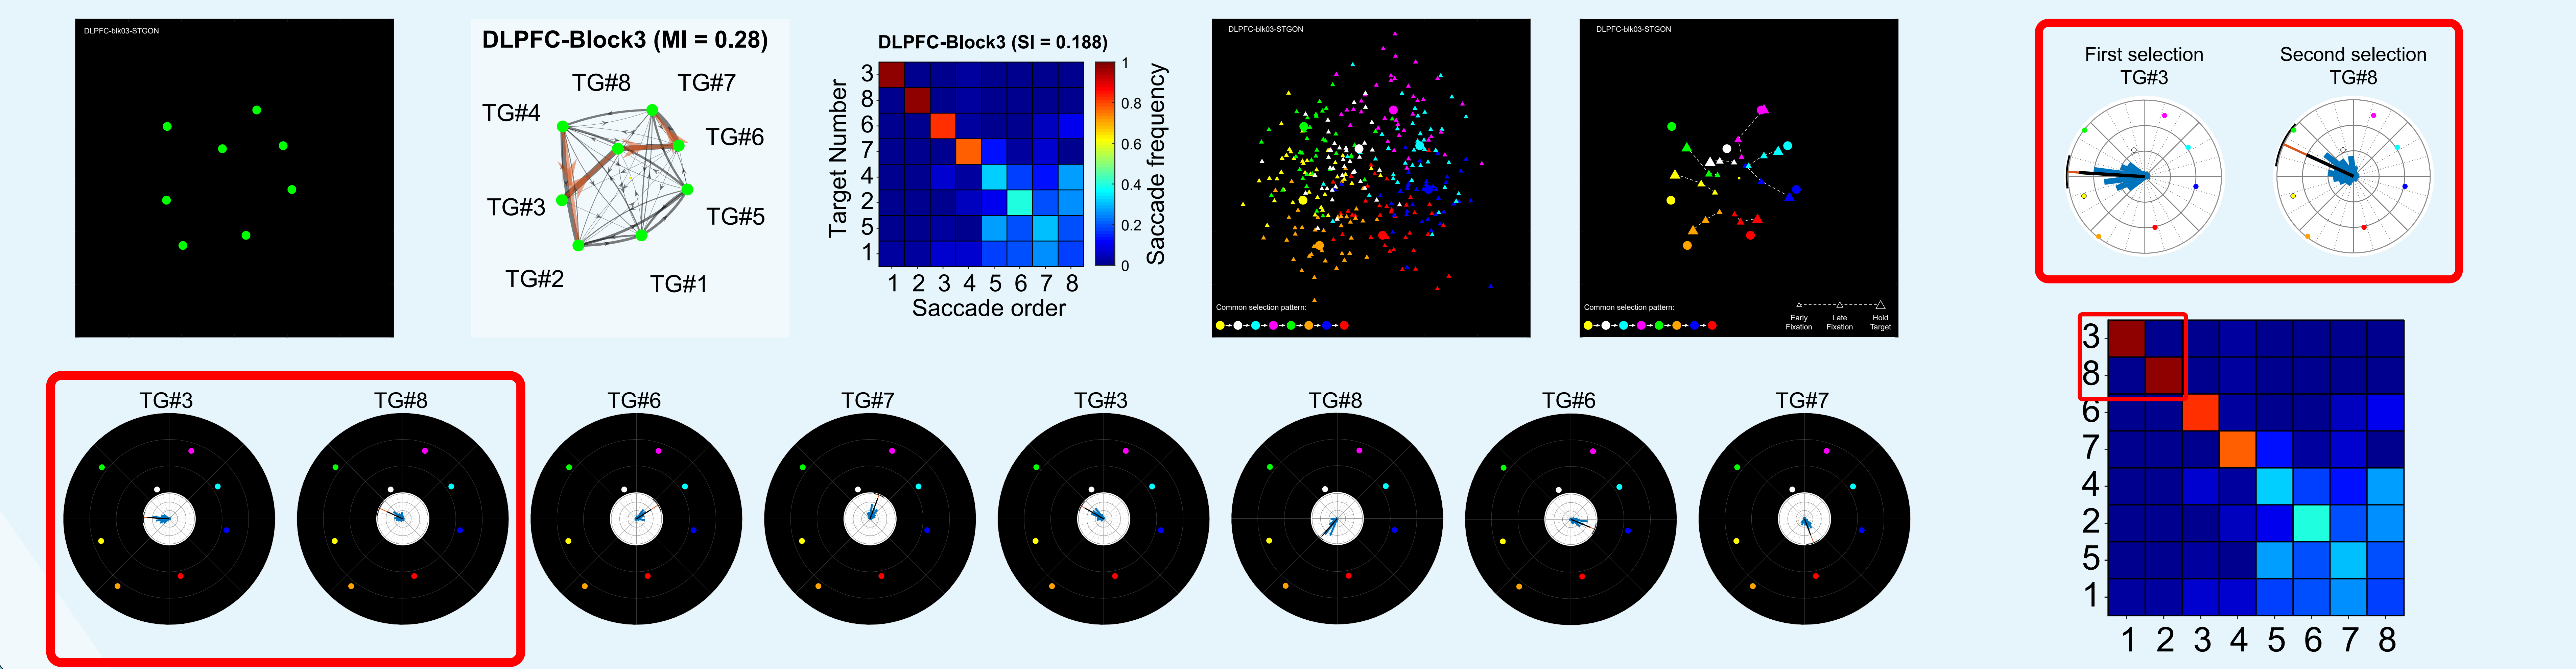 DLPFC-blk03-STGON
DLPFC-Block3 (MI = 0.28)
TG#8
TG#7
TG#4
TG#6
TG#3
TG#5
TG#2
TG#1
DLPFC-Block3 (SI = 0.188)
Target Number
3
8
6
7
4
2
5
1
1 2 3 4 5 6 7 8
Saccade order
1
0.8
0.6
0.4
0.2
0
Saccade frequency
DLPFC-blk03-STGON
Common selection pattern:
DLPFC-blk03-STGON
Common selection pattern:
Early Fixation
Late Fixation
Hold Target
First selection
TG#3
Second selection
TG#8
TG#3
TG#8
TG#6
TG#7
TG#3
TG#8
TG#6
TG#7
3
8
6
7
4
2
5
1
1 2 3 4 5 6 7 8